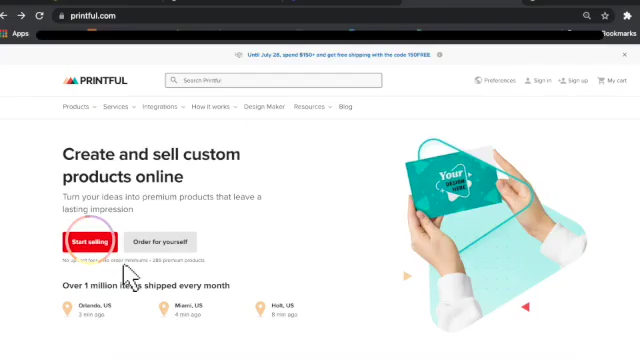 printful.com
Apps
Bookmarks
Until July 28, spend $150+ and get free shipping with the code 150FREE.
PRINTFUL
Search Printful
Preferences
Sign in
Sign up
My cart
Products
Services
Integrations
How it works
Design Maker
Resources
Blog
Create and sell custom
products online
Turn your ideas into premium products that leave a
lasting impression
Start selling
Order for yourself
285 premium products
Over 1 million items shipped every month
Orlando, US
3 min ago
Miami, US
4 min ago
Holt, US
8 min ago
Your
DESIGN
HERE